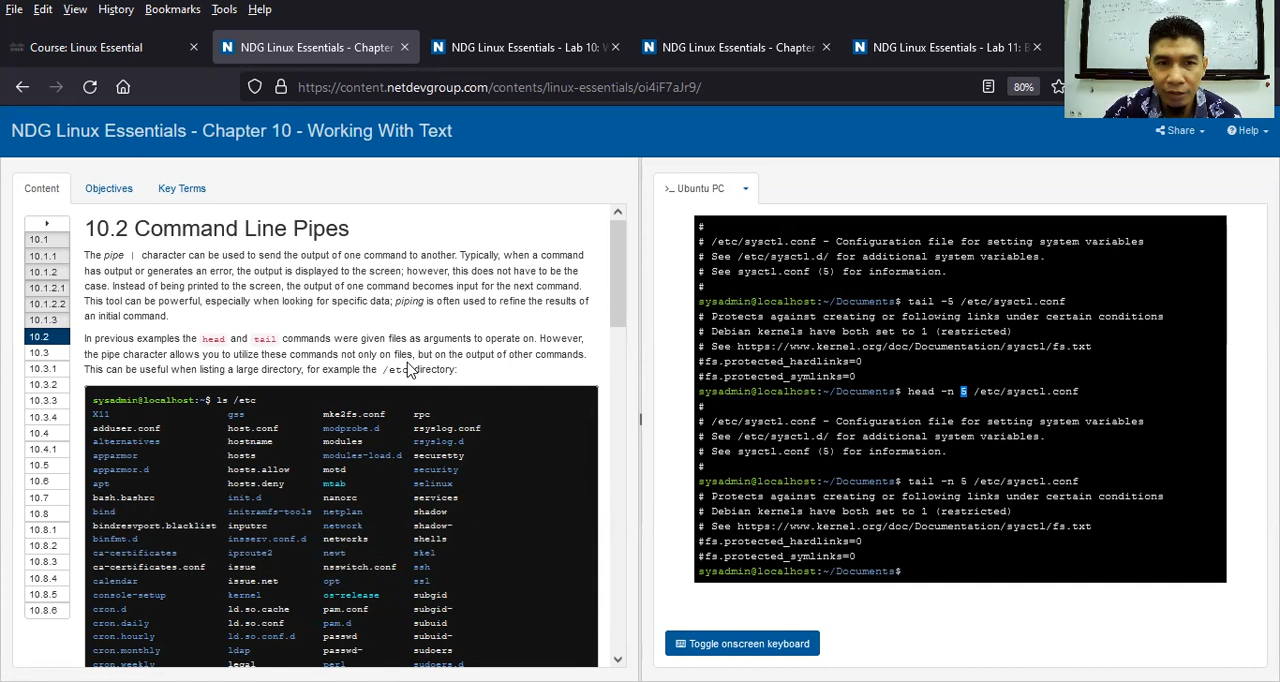 File Edit View History Bookmarks Tools Help
Course: Linux Essential × NDG Linux Essentials - Chapter × NDG Linux Essentials - Lab 10: × NDG Linux Essentials - Chapter × NDG Linux Essentials - Lab 11: ×
https://content.netdevgroup.com/contents/linux-essentials/oi4iF7aJr9/ 80%
NDG Linux Essentials - Chapter 10 - Working With Text
Share Help
Content Objectives Key Terms
10.1
10.1.1
10.1.2
10.1.2.1
10.1.2.2
10.1.3
10.2
10.3
10.3.1
10.3.2
10.3.3
10.3.4
10.4
10.4.1
10.5
10.6
10.7
10.8
10.8.1
10.8.2
10.8.3
10.8.4
10.8.5
10.8.6
10.2 Command Line Pipes
The pipe | character can be used to send the output of one command to another. Typically, when a
command has output or generates an error, the output is displayed to the screen; however, this does not have to be the
case. Instead of being printed to the screen, the output of one command becomes input for the next command.
This tool can be powerful, especially when looking for specific data; piping is often used to refine the results of
an initial command.
In previous examples the head and tail commands were given files as arguments to operate on. However,
the pipe character allows you to utilize these commands not only on files, but on the output of other commands.
This can be useful when listing a large directory, for example the /etc directory:
sysadmin@localhost:~$ ls /etc
X11 gss mke2fs.conf rpc
adduser.conf host.conf modprobe.d rsyslog.conf
alternatives hostname modules rsyslog.d
apparmor hosts modules-load.d securetty
apparmor.d hosts.allow motd security
apt hosts.deny mtab selinux
bash.bashrc init.d nanorc services
bind initramfs-tools netplan shadow
bindresvport.blacklist inputrc network shadow-
binfmt.d insserv.conf.d networks shells
ca-certificates iproute2 newt skel
ca-certificates.conf issue nsswitch.conf ssh
calendar issue.net opt ssl
console-setup kernel os-release subgid
cron.d ld.so.cache pam.conf subgid-
cron.daily ld.so.conf pam.d subuid
cron.hourly ld.so.conf.d passwd subuid-
cron.monthly ldap passwd- sudoers
cron.weekly legal perl sudoers.d
>_ Ubuntu PC
#
# /etc/sysctl.conf - Configuration file for setting system variables
# See /etc/sysctl.d/ for additional system variables.
# See sysctl.conf (5) for information.
#
sysadmin@localhost:~/Documents$ tail -5 /etc/sysctl.conf
# Protects against creating or following links under certain conditions
# Debian kernels have both set to 1 (restricted)
# See https://www.kernel.org/doc/Documentation/sysctl/fs.txt
#fs.protected_hardlinks=0
#fs.protected_symlinks=0
sysadmin@localhost:~/Documents$ head -n 5 /etc/sysctl.conf
#
# /etc/sysctl.conf - Configuration file for setting system variables
# See /etc/sysctl.d/ for additional system variables.
# See sysctl.conf (5) for information.
#
sysadmin@localhost:~/Documents$ tail -n 5 /etc/sysctl.conf
# Protects against creating or following links under certain conditions
# Debian kernels have both set to 1 (restricted)
# See https://www.kernel.org/doc/Documentation/sysctl/fs.txt
#fs.protected_hardlinks=0
#fs.protected_symlinks=0
sysadmin@localhost:~/Documents$
Toggle onscreen keyboard